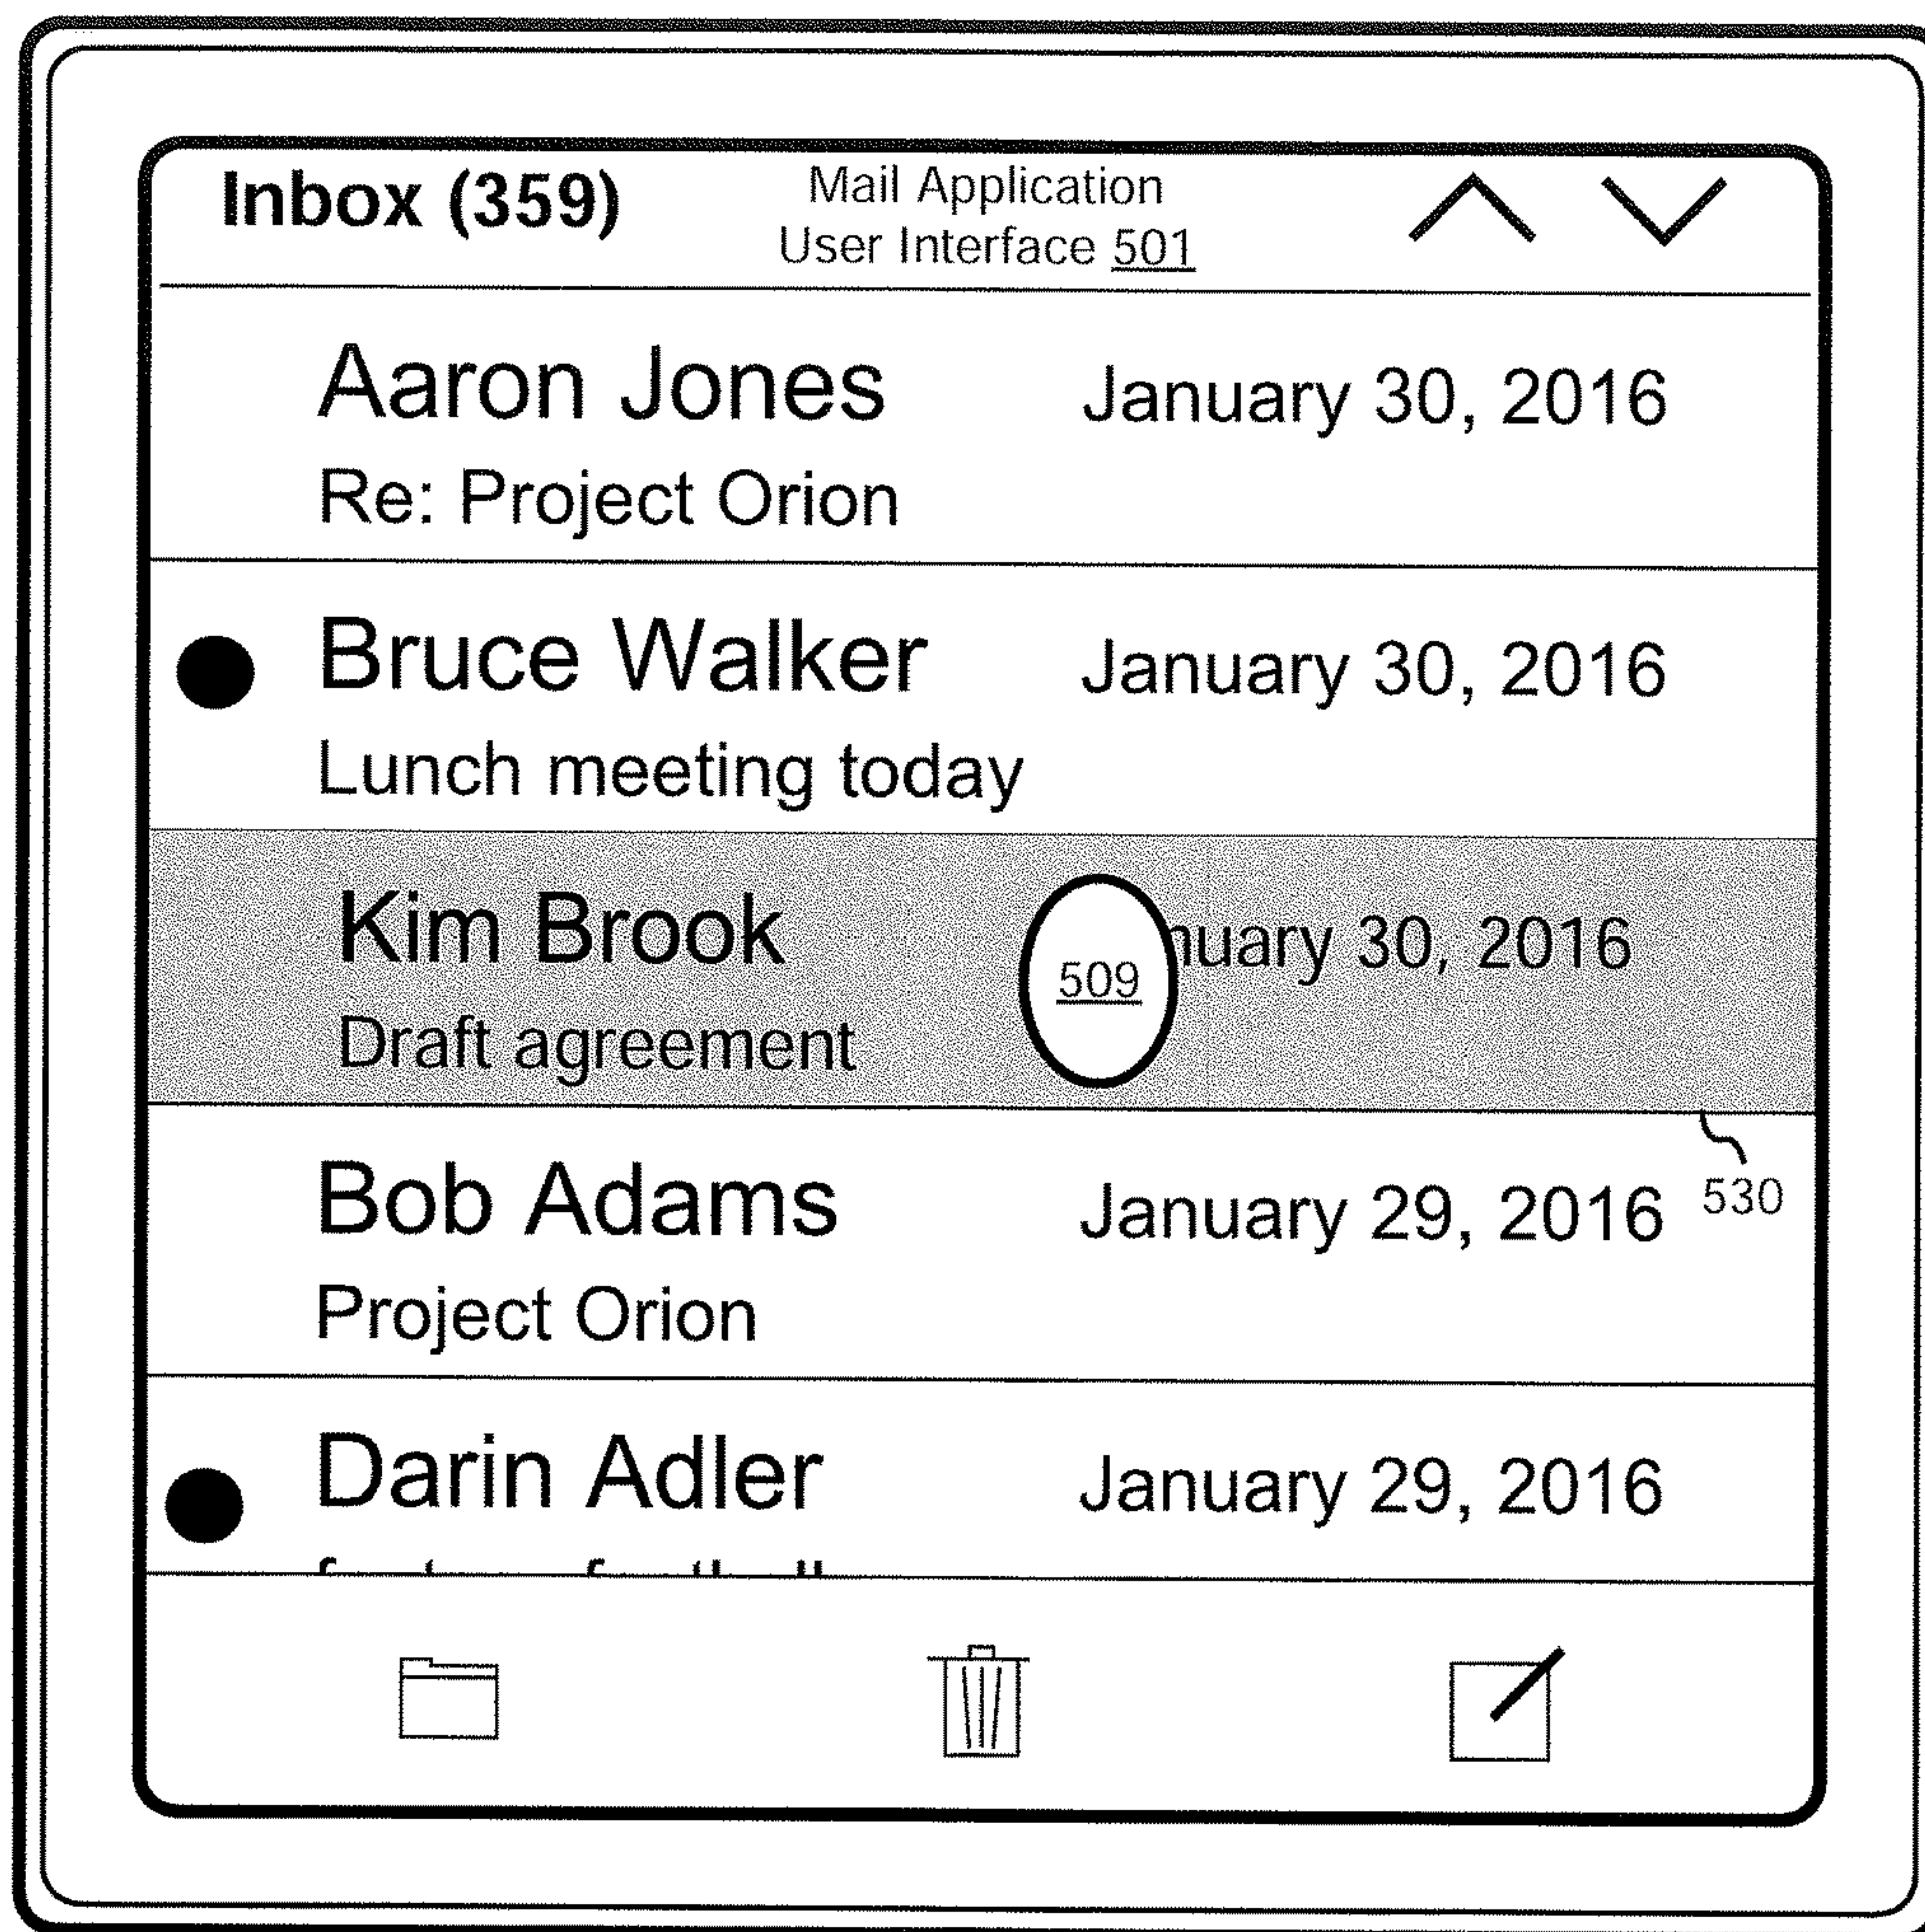 Inbox (359)
Mail Application
User Interface 501
Aaron Jones
January 30, 2016
Re: Project Orion
Bruce Walker
January 30, 2016
Lunch meeting today
Kim Brook
nuary 30, 2016
509
Draft agreement
530
Bob Adams
January 29, 2016
Project Orion
Darin Adler
January 29, 2016